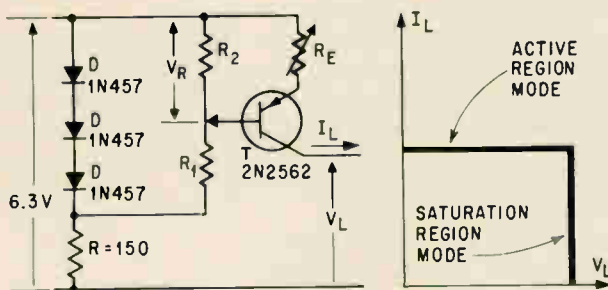 D
1N457
D
1N457
D
1N457
6.3V
R=150
V_R
R_2
R_1
R_E
T
2N2562
I_L
V_L
I_L
ACTIVE
REGION
MODE
SATURATION
REGION
MODE
V_L